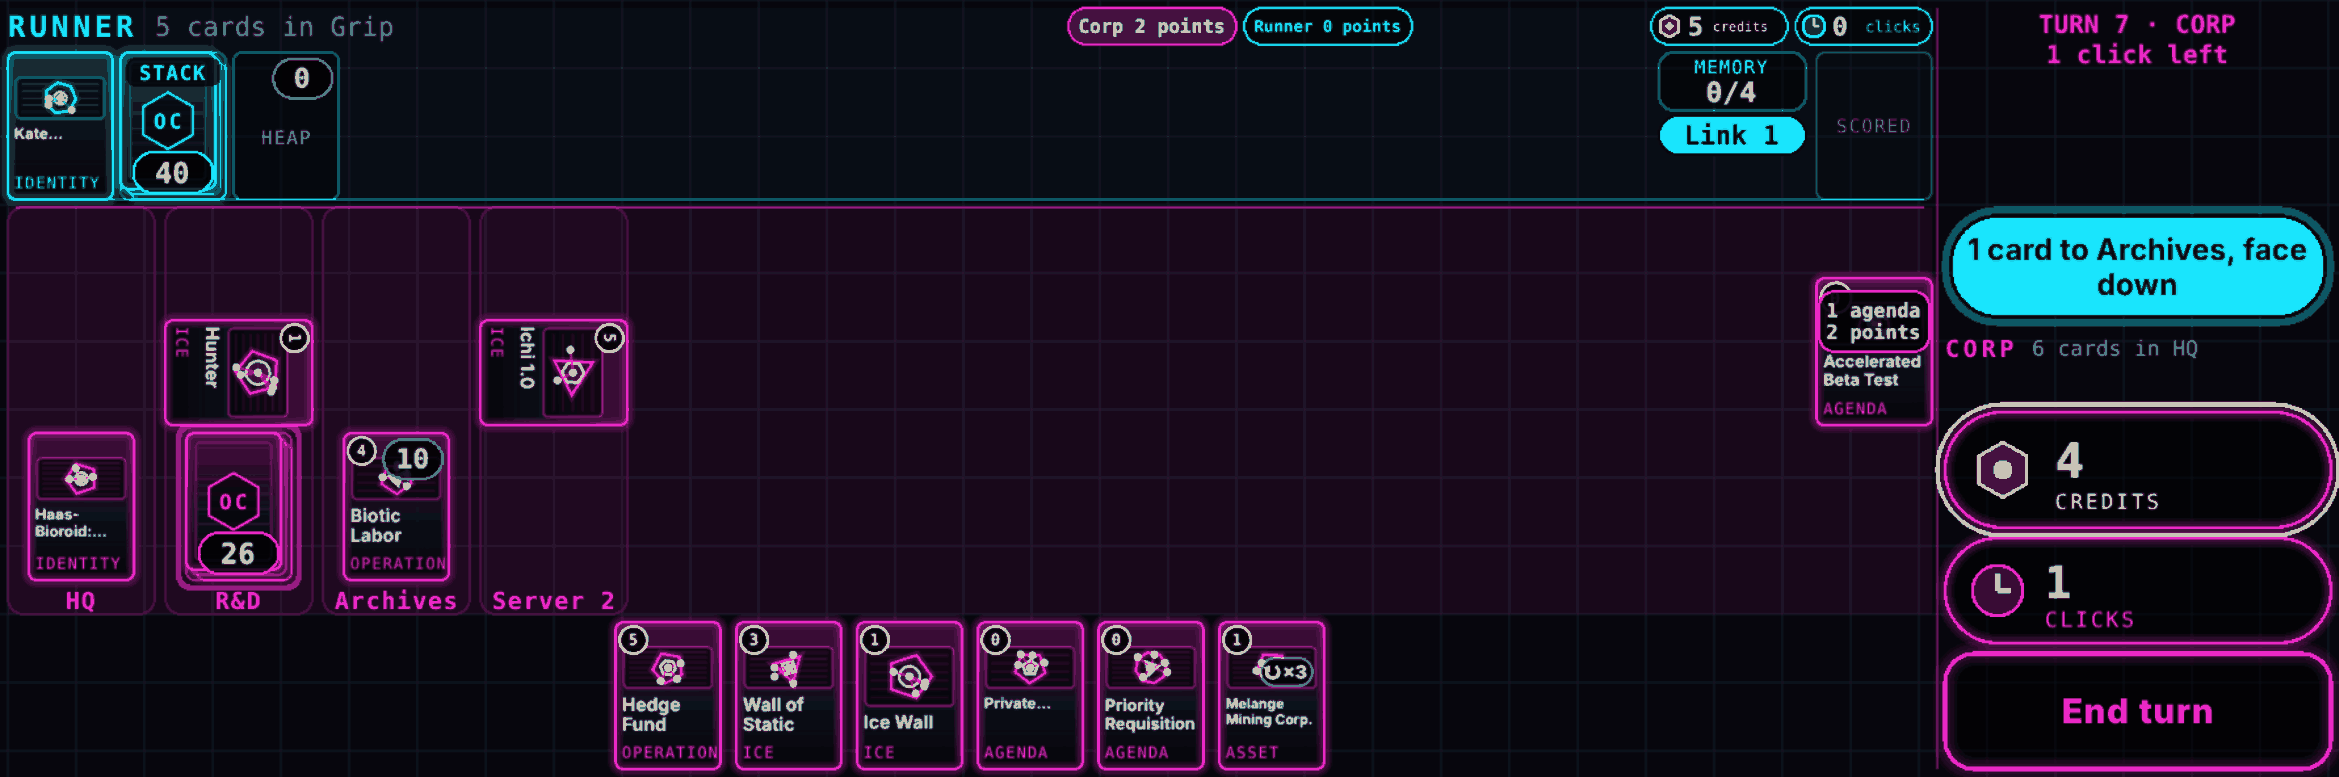 RUNNER 5 cards in Grip
Corp 2 points
Runner 0 points
5 credits
0 clicks
TURN 7 · CORP
1 click left
Kate...
IDENTITY
STACK
OC
40
0
HEAP
MEMORY
0/4
Link 1
SCORED
1 card to Archives, face
down
CORP 6 cards in HQ
4
CREDITS
1
CLICKS
End turn
ICE
Hunter
1
ICE
Ichi 1.0
5
1 agenda
2 points
Accelerated
Beta Test
AGENDA
Haas-
Bioroid:...
IDENTITY
HQ
OC
26
R&D
4
10
Biotic
Labor
OPERATION
Archives
Server 2
5
Hedge
Fund
OPERATION
3
Wall of
Static
ICE
1
Ice Wall
ICE
0
Private...
AGENDA
0
Priority
Requisition
AGENDA
1
×3
Melange
Mining Corp.
ASSET